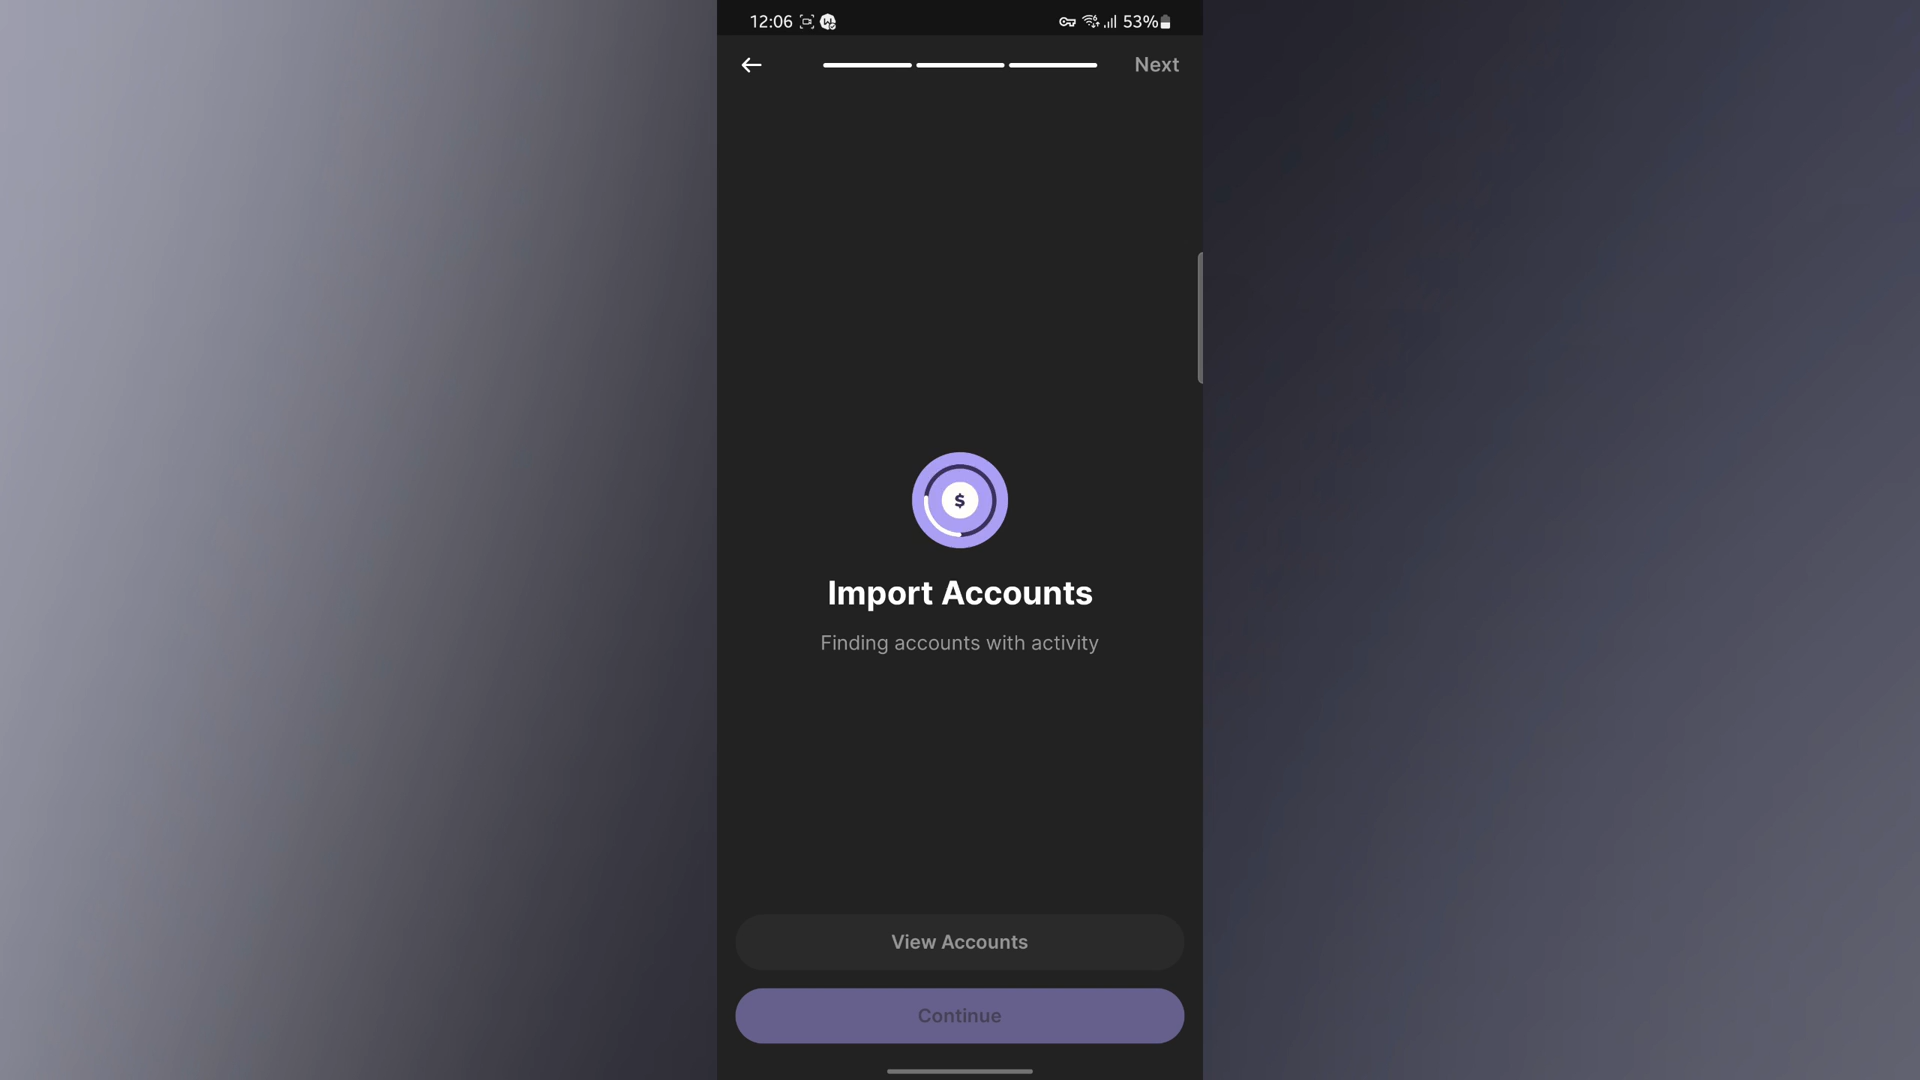 12:06
53%
Next
$
Import Accounts
Finding accounts with activity
View Accounts
Continue